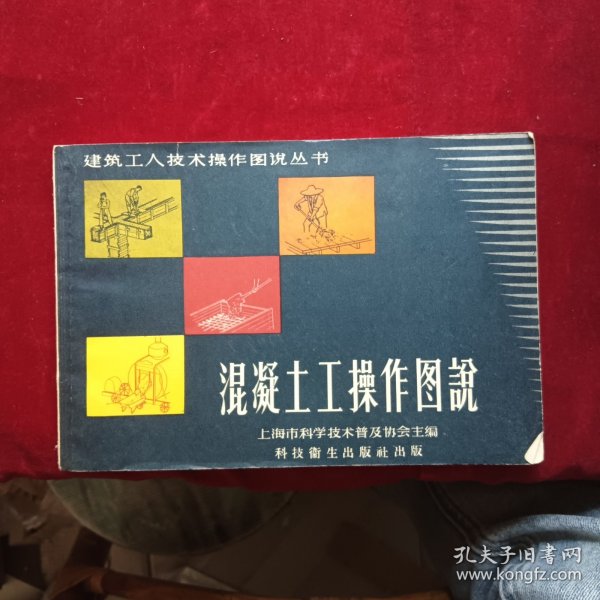 建筑工人技术操作图说丛书
混凝土工操作图說
上海市科学技术普及协会主編
科技衞生出版社出版
孔夫子旧书网
www.kongfz.com